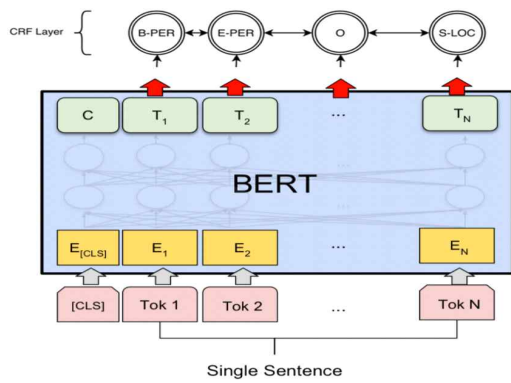 CRF Layer
B-PER E-PER O S-LOC
C T1 T2 ... TN
BERT
E[CLS] E1 E2 ... EN
[CLS] Tok 1 Tok 2 ... Tok N
Single Sentence